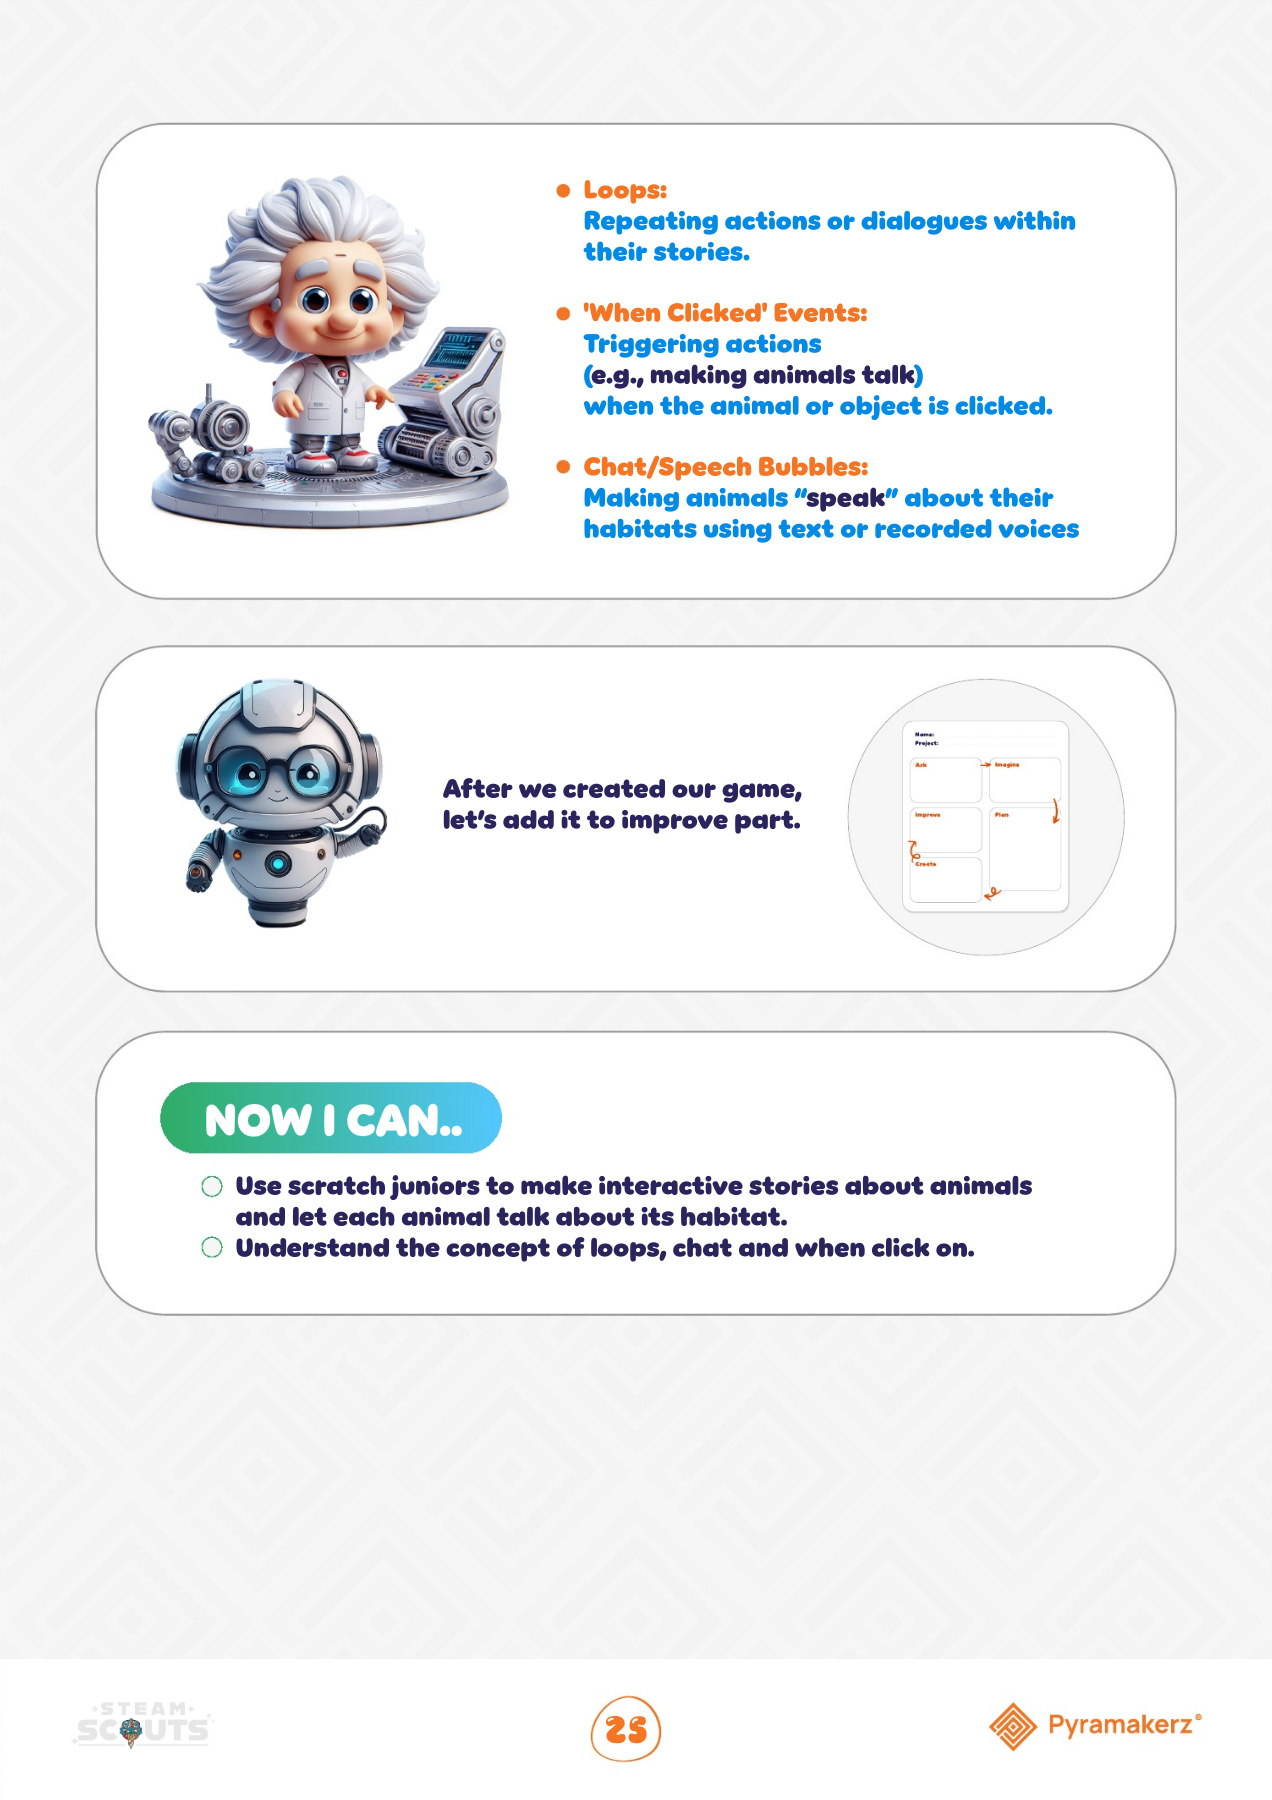 Loops:
Repeating actions or dialogues within
their stories.
'When Clicked' Events:
Triggering actions
(e.g., making animals talk)
when the animal or object is clicked.
Chat/Speech Bubbles:
Making animals “speak” about their
habitats using text or recorded voices
After we created our game,
let’s add it to improve part.
Name:
Project:
Ask
Imagine
Improve
Plan
Create
NOW I CAN..
Use scratch juniors to make interactive stories about animals
and let each animal talk about its habitat.
Understand the concept of loops, chat and when click on.
STEAM
SCOUTS
25
Pyramakerz®